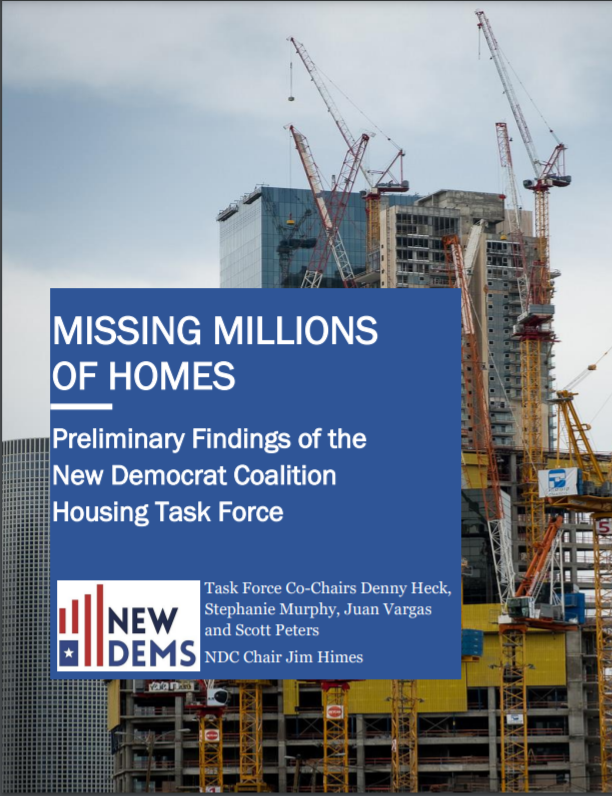 MISSING MILLIONS
OF HOMES
Preliminary Findings of the
New Democrat Coalition
Housing Task Force
NEW
DEMS
Task Force Co-Chairs Denny Heck,
Stephanie Murphy, Juan Vargas
and Scott Peters
NDC Chair Jim Himes